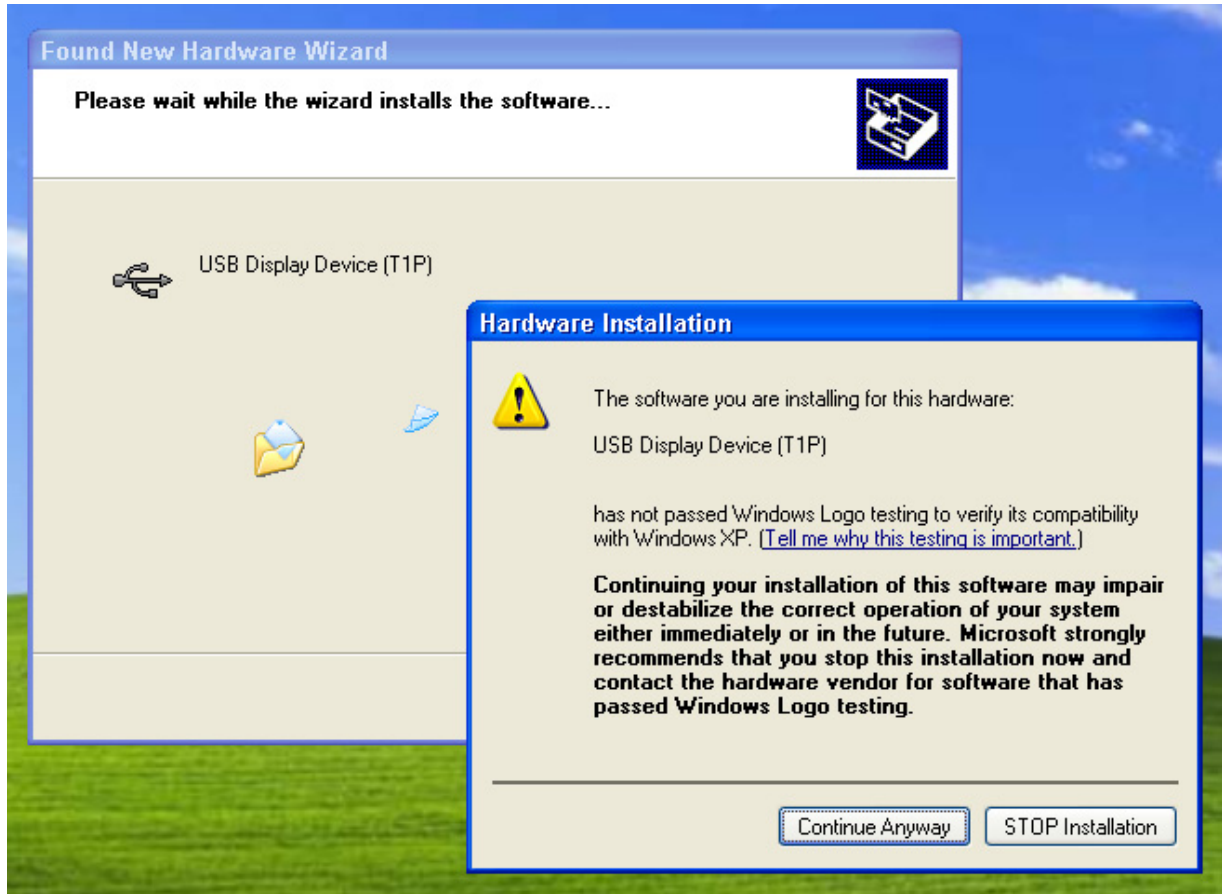 Found New Hardware Wizard
Please wait while the wizard installs the software...
USB Display Device (T1P)
Hardware Installation
The software you are installing for this hardware:
USB Display Device (T1P)
has not passed Windows Logo testing to verify its compatibility
with Windows XP. (Tell me why this testing is important.)
Continuing your installation of this software may impair
or destabilize the correct operation of your system
either immediately or in the future. Microsoft strongly
recommends that you stop this installation now and
contact the hardware vendor for software that has
passed Windows Logo testing.
Continue Anyway
STOP Installation